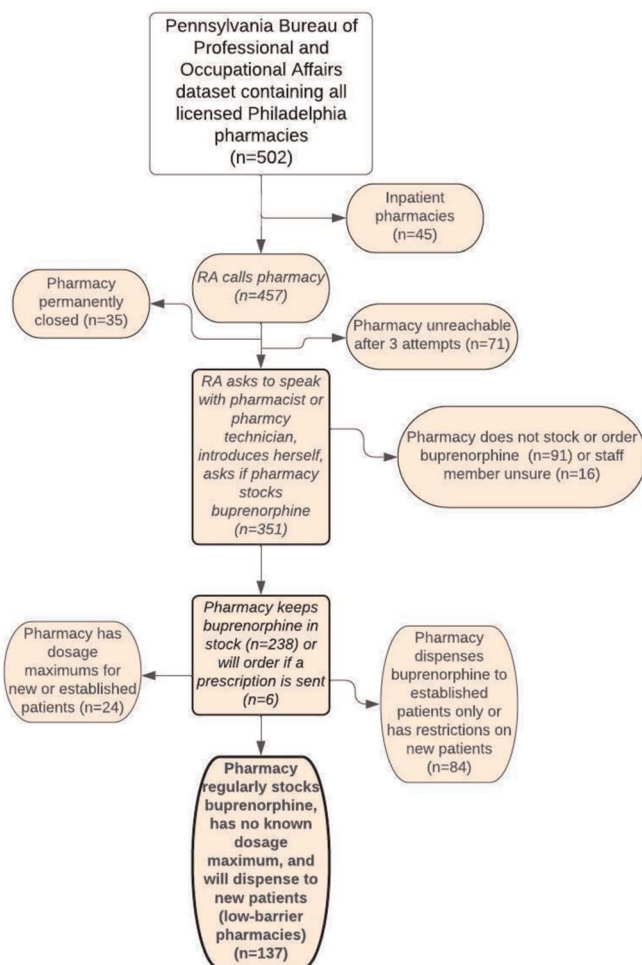 Pennsylvania Bureau of
Professional and
Occupational Affairs
dataset containing all
licensed Philadelphia
pharmacies
(n=502)
Inpatient
pharmacies
(n=45)
RA calls pharmacy
(n=457)
Pharmacy
permanently
closed (n=35)
Pharmacy unreachable
after 3 attempts (n=71)
RA asks to speak
with pharmacist or
pharmcy
technician,
introduces herself,
asks if pharmacy
stocks
buprenorphine
(n=351)
Pharmacy does not stock or order
buprenorphine (n=91) or staff
member unsure (n=16)
Pharmacy keeps
buprenorphine in
stock (n=238) or
will order if a
prescription is sent
(n=6)
Pharmacy has
dosage
maximums for
new or established
patients (n=24)
Pharmacy
dispenses
buprenorphine to
established
patients only or
has restrictions on
new patients
(n=84)
Pharmacy
regularly stocks
buprenorphine,
has no known
dosage
maximum, and
will dispense to
new patients
(low-barrier
pharmacies)
(n=137)